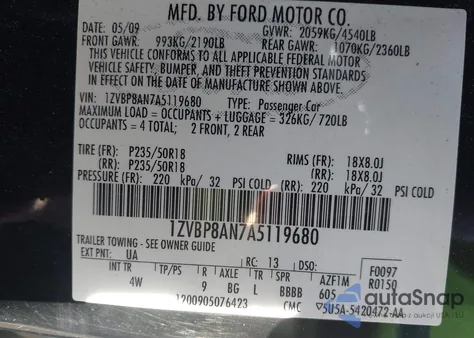 MFD. BY FORD MOTOR CO.
DATE: 05/09 GVWR: 2059KG/4540LB
FRONT GAWR: 993KG/2190LB REAR GAWR: 1070KG/2360LB
THIS VEHICLE CONFORMS TO ALL APPLICABLE FEDERAL MOTOR
VEHICLE SAFETY, BUMPER, AND THEFT PREVENTION STANDARDS
IN EFFECT ON THE DATE OF MANUFACTURE SHOWN ABOVE.
VIN: 1ZVBP8AN7A5119680 TYPE: Passenger Car
MAXIMUM LOAD = OCCUPANTS + LUGGAGE = 326KG/720LB
OCCUPANTS = 4 TOTAL; 2 FRONT, 2 REAR
TIRE (FR): P235/50R18 RIMS (FR): 18X8.0J
(RR): P235/50R18 (RR): 18X8.0J
PRESSURE (FR): 220 kPa/ 32 PSI COLD (RR): 220 kPa/ 32 PSI COLD
1ZVBP8AN7A5119680
TRAILER TOWING - SEE OWNER GUIDE
EXT PNT: UA RC: 13 DSO: F0097
INT TR TP/PS R AXLE TR SPR AZF1M R0150
4W 9 BG L BBBB 605
1200905076423 CMC 5U5A-5420472-AA
autoSnap